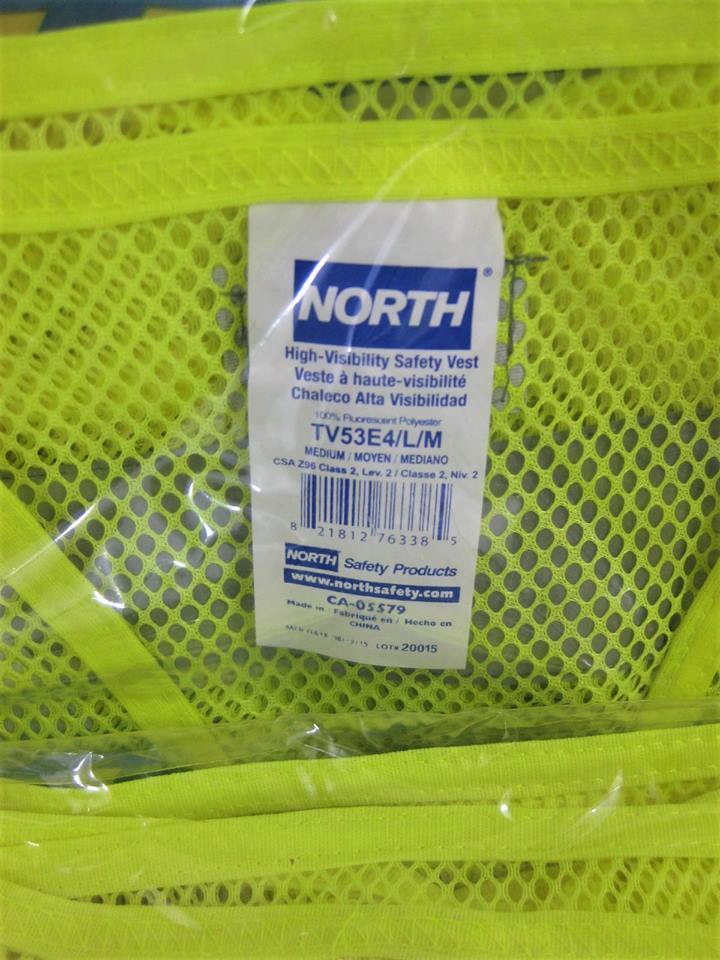 NORTH®
High-Visibility Safety Vest
Veste à haute-visibilité
Chaleco Alta Visibilidad
100% Fluorescent Polyester
TV53E4/L/M
MEDIUM / MOYEN / MEDIANO
CSA Z96 Class 2, Lev. 2 / Classe 2, Niv. 2
8 21812 76338 5
NORTH Safety Products
www.northsafety.com
CA-05579
Made in / Fabriqué en / Hecho en
CHINA
LOT# 20015